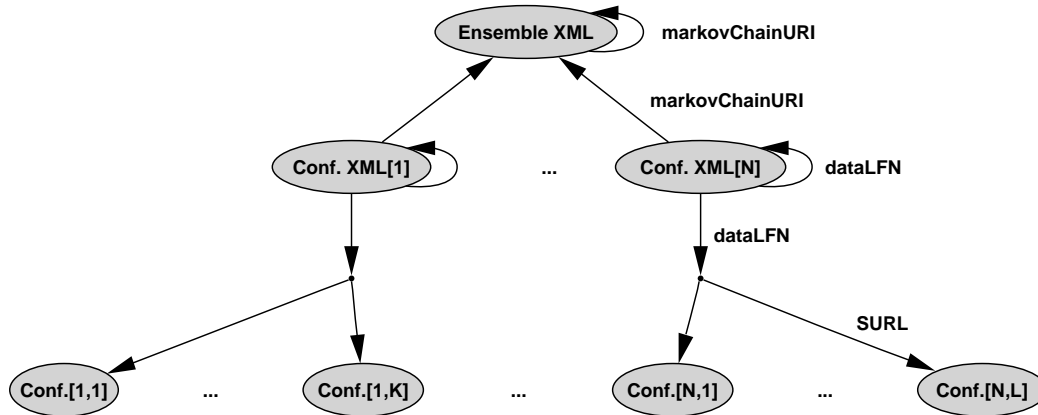 Ensemble XML
markovChainURI
markovChainURI
Conf. XML[1]
...
Conf. XML[N]
dataLFN
dataLFN
SURL
Conf.[1,1]
...
Conf.[1,K]
...
Conf.[N,1]
...
Conf.[N,L]